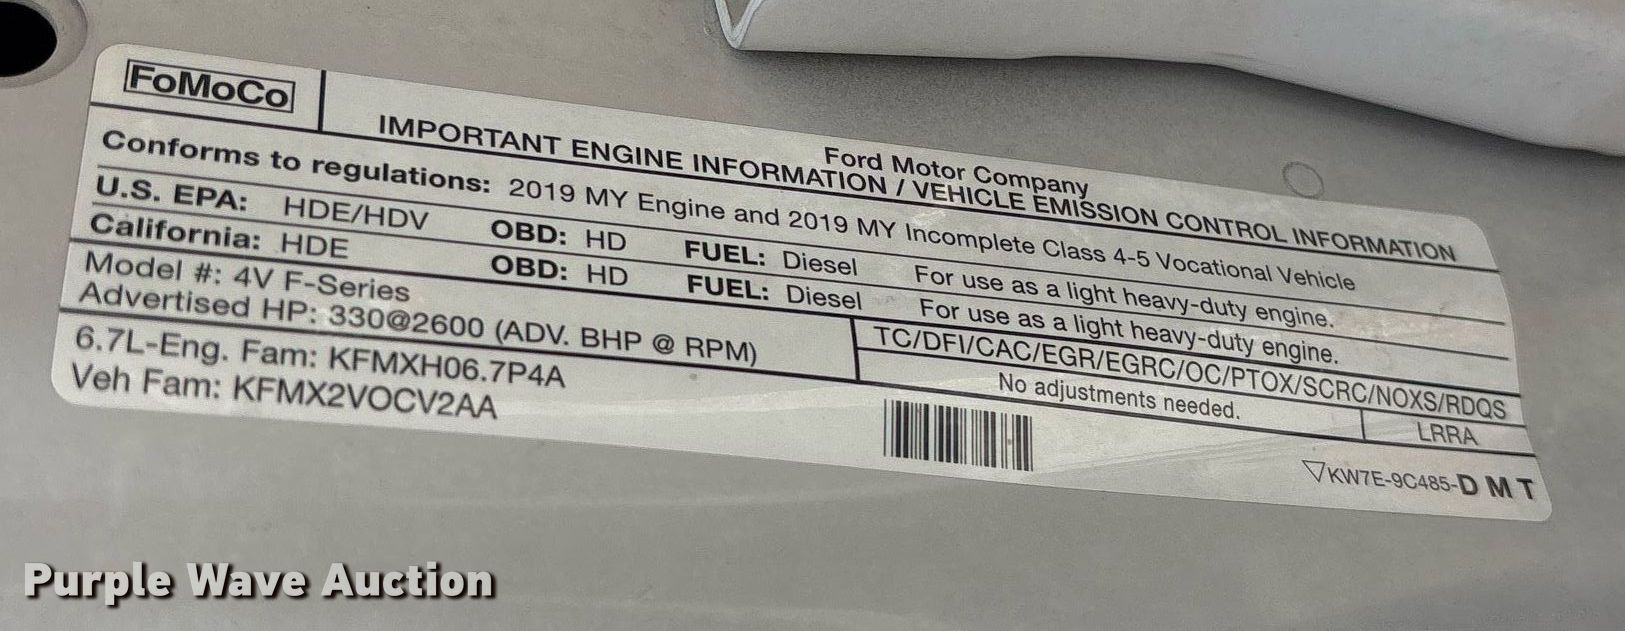 FoMoCo
Ford Motor Company
IMPORTANT ENGINE INFORMATION / VEHICLE EMISSION CONTROL INFORMATION
Conforms to regulations: 2019 MY Engine and 2019 MY Incomplete Class 4-5 Vocational Vehicle
U.S. EPA: HDE/HDV OBD: HD FUEL: Diesel For use as a light heavy-duty engine.
California: HDE OBD: HD FUEL: Diesel For use as a light heavy-duty engine.
Model #: 4V F-Series
Advertised HP: 330@2600 (ADV. BHP @ RPM)
TC/DFI/CAC/EGR/EGRC/OC/PTOX/SCRC/NOXS/RDQS
6.7L-Eng. Fam: KFMXH06.7P4A
Veh Fam: KFMX2VOCV2AA
No adjustments needed.
LRRA
KW7E-9C485-D M T
Purple Wave Auction